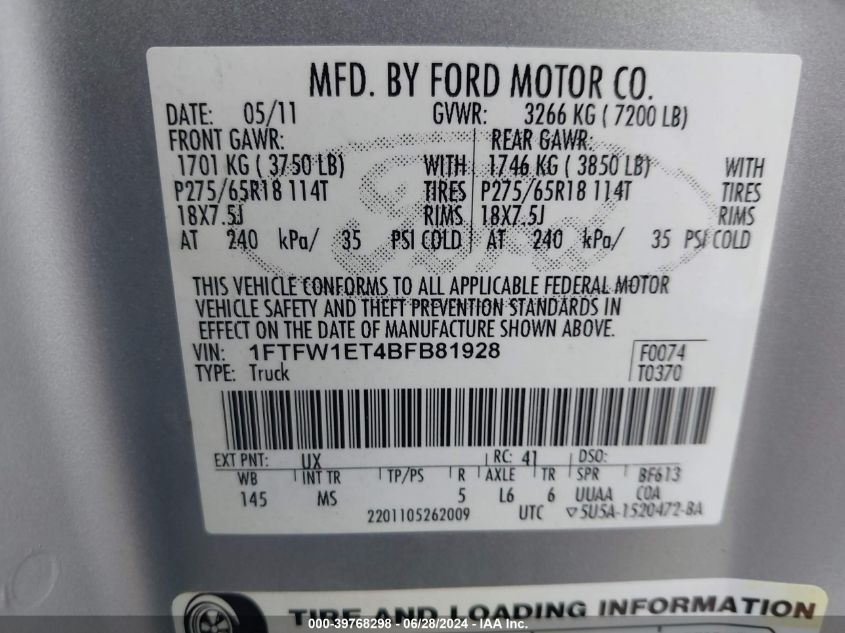 MFD. BY FORD MOTOR CO.
DATE: 05/11 GVWR: 3266 KG ( 7200 LB)
FRONT GAWR: REAR GAWR:
1701 KG ( 3750 LB) WITH 1746 KG ( 3850 LB) WITH
P275/65R18 114T TIRES P275/65R18 114T TIRES
18X7.5J RIMS 18X7.5J RIMS
AT 240 kPa/ 35 PSI COLD AT 240 kPa/ 35 PSI COLD
Ford
THIS VEHICLE CONFORMS TO ALL APPLICABLE FEDERAL MOTOR
VEHICLE SAFETY AND THEFT PREVENTION STANDARDS IN
EFFECT ON THE DATE OF MANUFACTURE SHOWN ABOVE.
VIN: 1FTFW1ET4BFB81928 F0074
TYPE: Truck T0370
EXT PNT: UX RC: 41 DSO:
WB INT TR TP/PS R AXLE TR SPR BF613
145 MS 5 L6 6 UUAA COA
2201105262009 UTC ▽5U5A-1520472-BA
TIRE AND LOADING INFORMATION
000-39768298 - 06/28/2024 - IAA Inc.